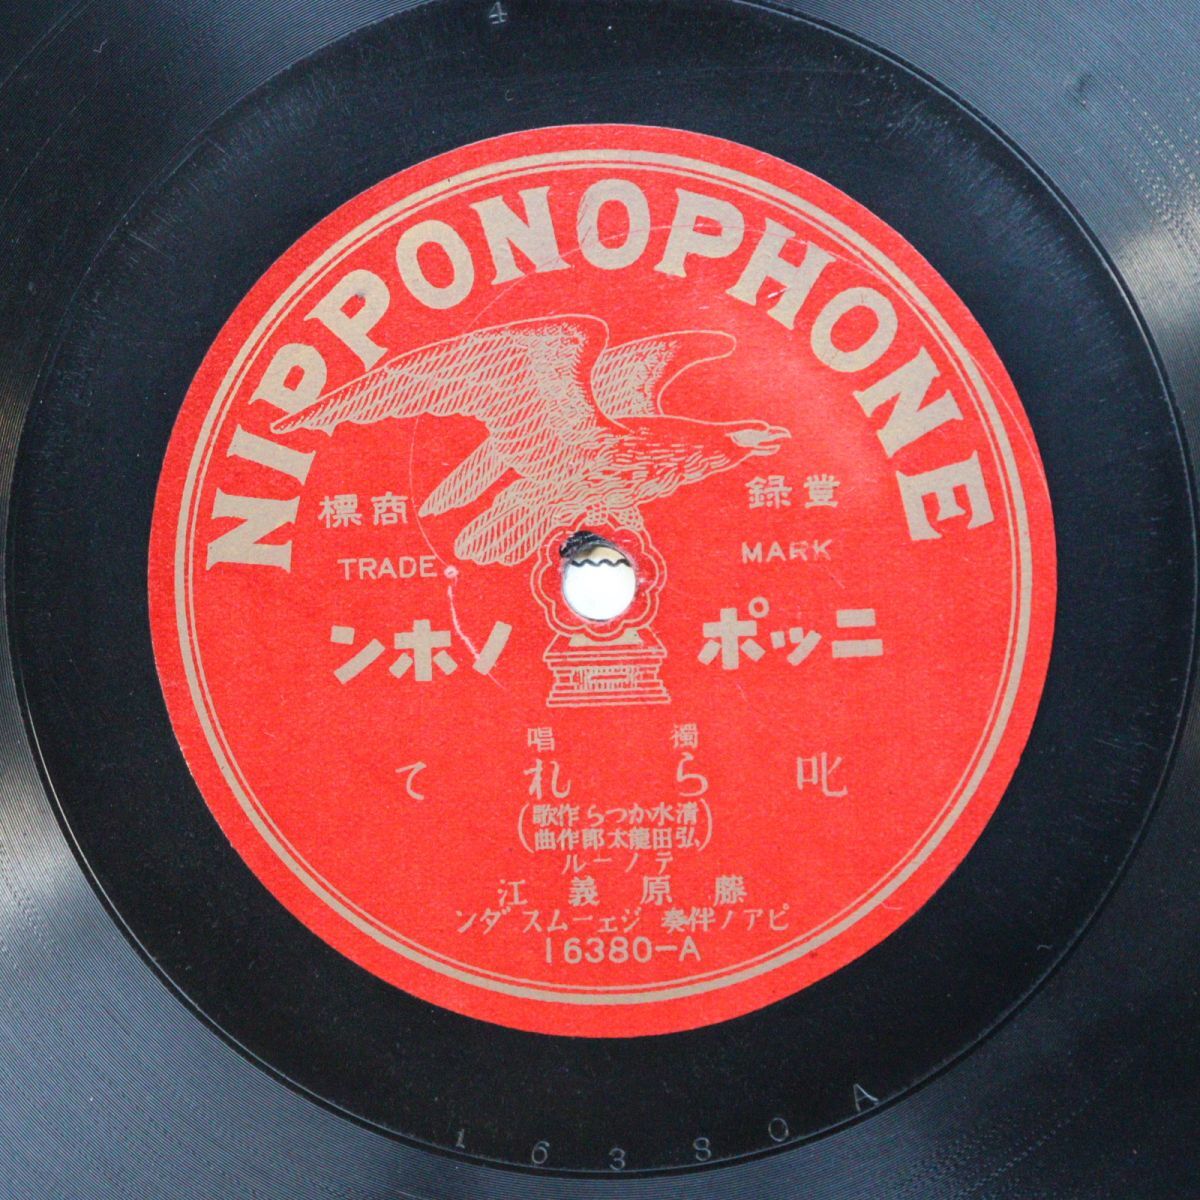 4
NIPPONOPHONE
登録 商標
TRADE MARK
ニッポノホン
獨唱
叱られて
(清水かつら作歌
弘田龍太郎作曲)
テノール
藤原義江
ピアノ伴奏 ジェームス ダン
16380-A
16380 A